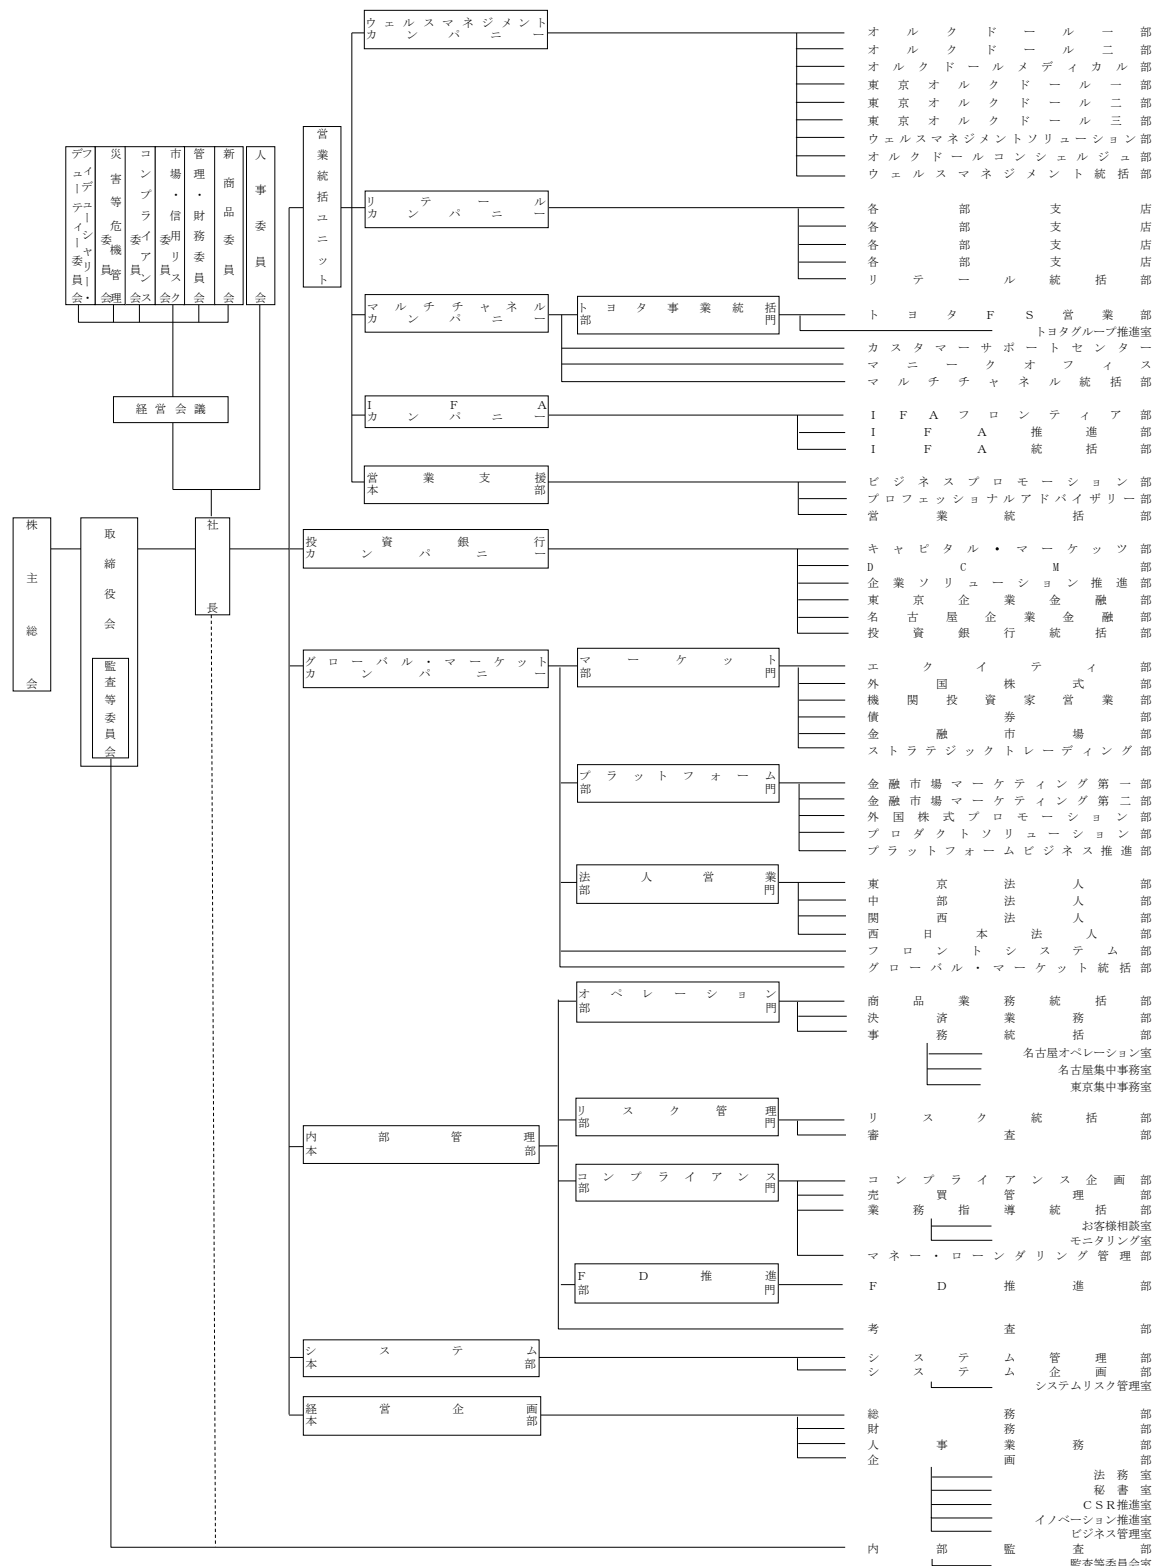 株主総会
取締役会
監査等委員会
社長
経営会議
フィデューシャリー・
デューティー委員会
災害等危機管理
委員会
コンプライアンス
委員会
市場・信用リスク
委員会
管理・財務委員会
新商品委員会
人事委員会
営業統括ユニット
ウェルスマネジメント
カンパニー
オルクドール一部
オルクドール二部
オルクドールメディカル部
東京オルクドール一部
東京オルクドール二部
東京オルクドール三部
ウェルスマネジメントソリューション部
オルクドールコンシェルジュ部
ウェルスマネジメント統括部
リテール
カンパニー
各部支店
各部支店
各部支店
各部支店
リテール統括部
マルチチャネル
カンパニー
トヨタ事業統括
部門
トヨタFS営業部
トヨタグループ推進室
カスタマーサポートセンター
マニークオフィス
マルチチャネル統括部
IFA
カンパニー
IFAフロンティア部
IFA推進部
IFA統括部
営業支援
本部
ビジネスプロモーション部
プロフェッショナルアドバイザリー部
営業統括部
投資銀行
カンパニー
キャピタル・マーケッツ部
DCM部
企業ソリューション推進部
東京企業金融部
名古屋企業金融部
投資銀行統括部
グローバル・マーケット
カンパニー
マーケット
部門
エクイティ部
外国株式部
機関投資家営業部
債券部
金融市場部
ストラテジックトレーディング部
プラットフォーム
部門
金融市場マーケティング第一部
金融市場マーケティング第二部
外国株式プロモーション部
プロダクトソリューション部
プラットフォームビジネス推進部
法人営業
部門
東京法人部
中部法人部
関西法人部
西日本法人部
フロントシステム部
グローバル・マーケット統括部
内部管理
本部
オペレーション
部門
商品業務統括部
決済業務部
事務統括部
名古屋オペレーション室
名古屋集中事務室
東京集中事務室
リスク管理
部門
リスク統括部
審査部
コンプライアンス
部門
コンプライアンス企画部
売買管理部
業務指導統括部
お客様相談室
モニタリング室
マネー・ローンダリング管理部
FD推進
部門
FD推進部
考査部
システム
本部
システム管理部
システム企画部
システムリスク管理室
経営企画
本部
総務部
財務部
人事業務部
企画部
法務室
秘書室
CSR推進室
イノベーション推進室
ビジネス管理室
内部監査部
監査等委員会室